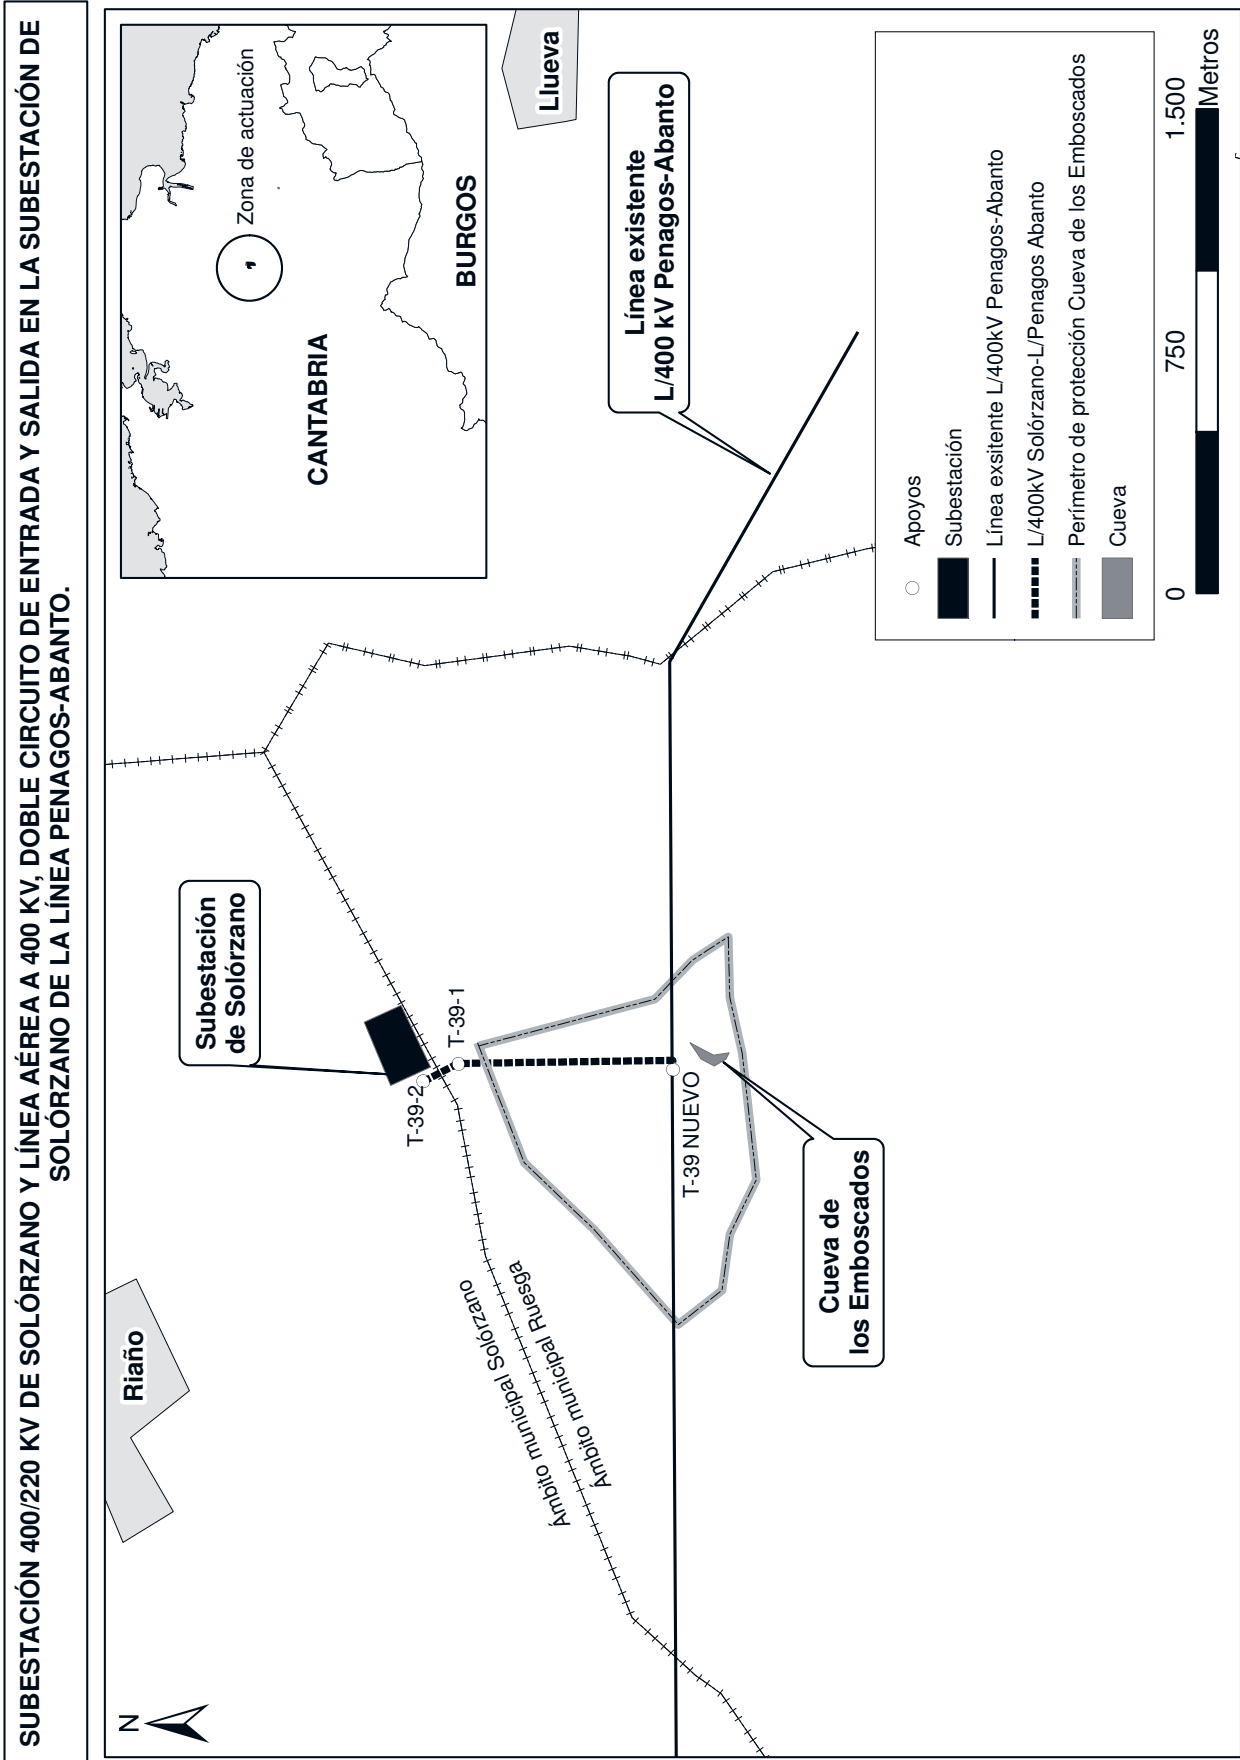 SUBESTACIÓN 400/220 KV DE SOLÓRZANO Y LÍNEA AÉREA A 400 KV, DOBLE CIRCUITO DE ENTRADA Y SALIDA EN LA SUBESTACIÓN DE
SOLÓRZANO DE LA LÍNEA PENAGOS-ABANTO.
N
Riaño
Subestación
de Solórzano
Zona de actuación
CANTABRIA
BURGOS
Llueva
T-39-2
T-39-1
Ámbito municipal Solórzano
Ámbito municipal Ruesga
T-39 NUEVO
Línea existente
L/400 kV Penagos-Abanto
Cueva de
los Emboscados
Apoyos
Subestación
Línea exsitente L/400kV Penagos-Abanto
L/400kV Solórzano-L/Penagos Abanto
Perímetro de protección Cueva de los Emboscados
Cueva
0
750
1.500
Metros